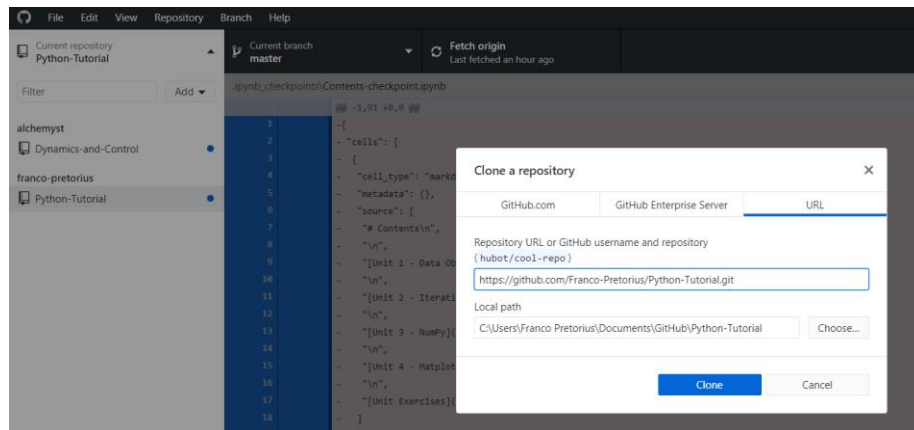 File Edit View Repository Branch Help
Current repository
Python-Tutorial
Current branch
master
Fetch origin
Last fetched an hour ago
Filter
Add
.ipynb_checkpoints\Contents-checkpoint.ipynb
@@ -1,91 +0,0 @@
alchemyst
Dynamics-and-Control
franco-pretorius
Python-Tutorial
1 -{
2 - "cells": [
3 - {
4 - "cell_type": "markd
5 - "metadata": {},
6 - "source": [
7 - "# Contents\n",
8 - "\n",
9 - "[Unit 1 - Data Ob
10 - "\n",
11 - "[Unit 2 - Iterati
12 - "\n",
13 - "[Unit 3 - NumPy](
14 - "\n",
15 - "[Unit 4 - Matplot
16 - "\n",
17 - "[Unit Exercises](
18 - ]
Clone a repository
GitHub.com GitHub Enterprise Server URL
Repository URL or GitHub username and repository
(hubot/cool-repo)
https://github.com/Franco-Pretorius/Python-Tutorial.git
Local path
C:\Users\Franco Pretorius\Documents\GitHub\Python-Tutorial
Choose...
Clone Cancel